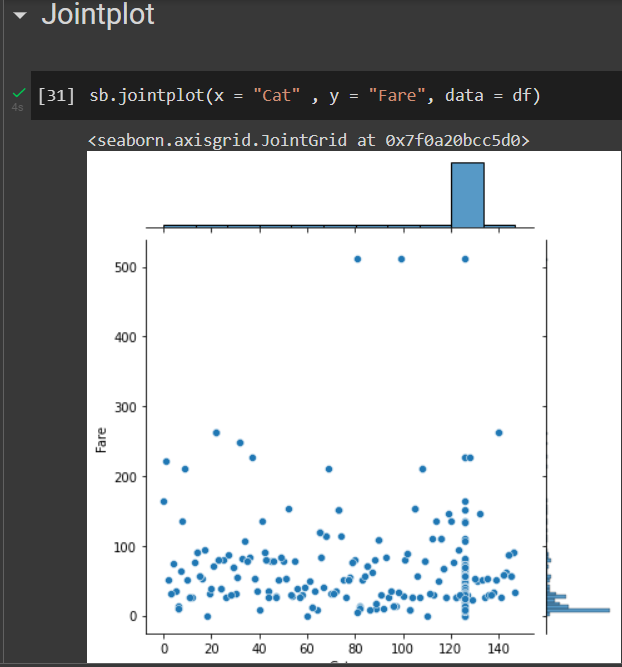 Jointplot
[31] sb.jointplot(x = "Cat" , y = "Fare", data = df)
4s
<seaborn.axisgrid.JointGrid at 0x7f0a20bcc5d0>
500
400
300
Fare
200
100
0
0 20 40 60 80 100 120 140